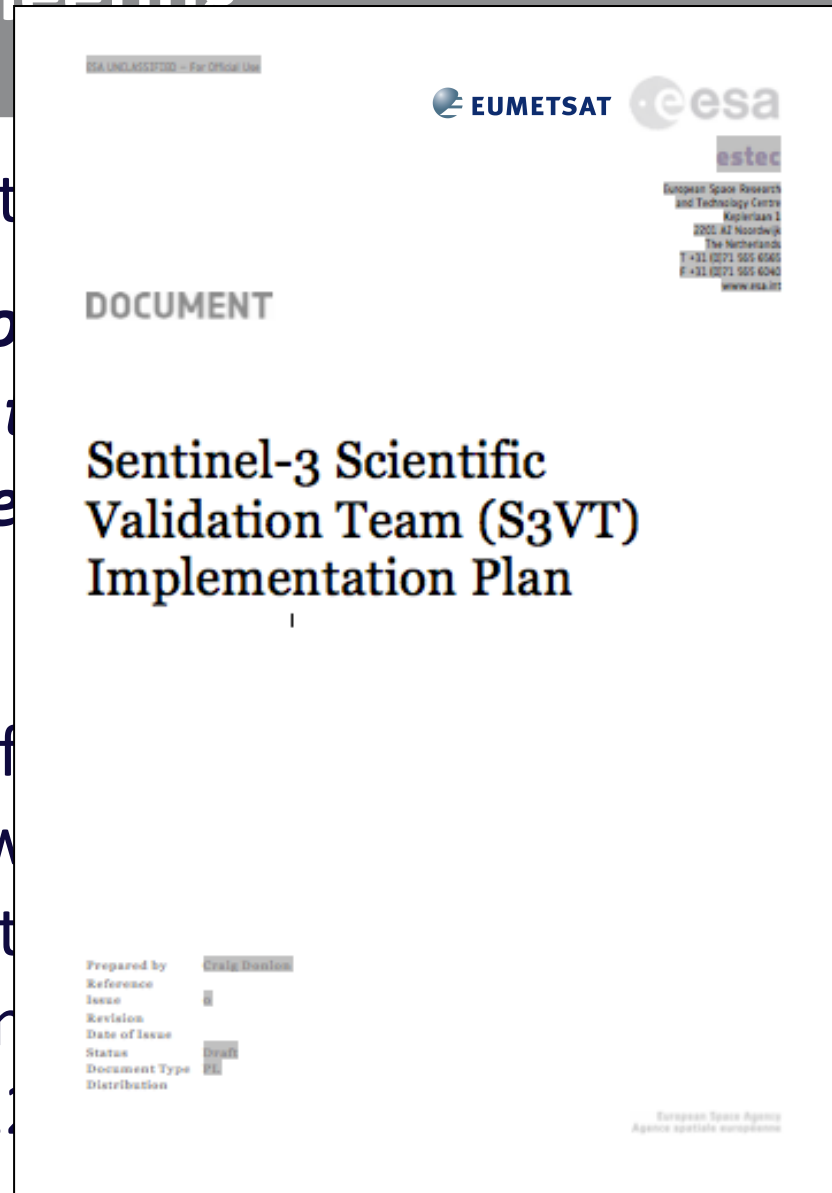 ESA UNCLASSIFIED – For Official Use
EUMETSAT esa
estec
European Space Research
and Technology Centre
Keplerlaan 1
2201 AZ Noordwijk
The Netherlands
T +31 (0)71 565 6565
F +31 (0)71 565 6040
www.esa.int
DOCUMENT
Sentinel-3 Scientific
Validation Team (S3VT)
Implementation Plan
Prepared by Craig Donlon
Reference
Issue 0
Revision
Date of Issue
Status Draft
Document Type PL
Distribution
European Space Agency
Agence spatiale européenne